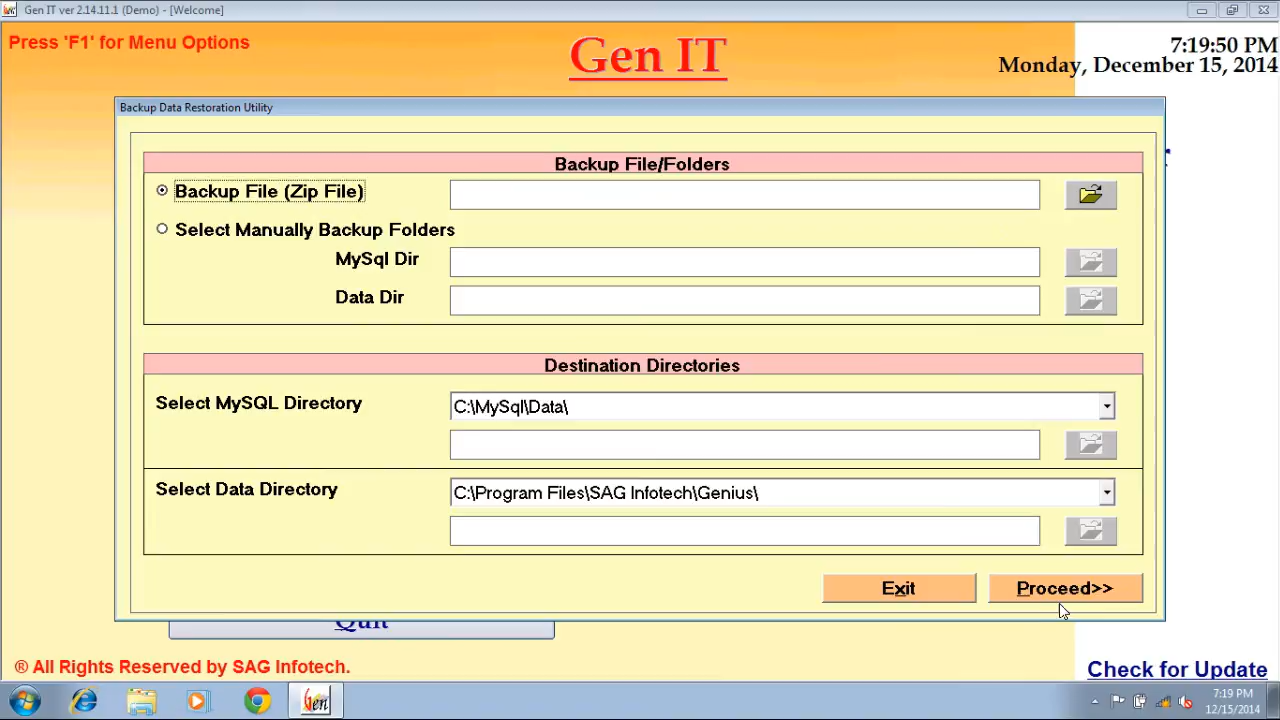 Gen IT ver 2.14.11.1 (Demo) - [Welcome]
Press 'F1' for Menu Options
Gen IT
7:19:50 PM
Monday, December 15, 2014
Backup Data Restoration Utility
Backup File/Folders
Backup File (Zip File)
Select Manually Backup Folders
MySql Dir
Data Dir
Destination Directories
Select MySQL Directory
C:\MySql\Data\
Select Data Directory
C:\Program Files\SAG Infotech\Genius\
Exit
Proceed>>
Quit
® All Rights Reserved by SAG Infotech.
Check for Update
Gen
7:19 PM
12/15/2014